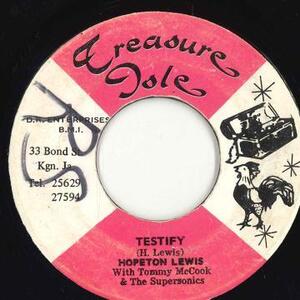 Treasure
Isle
D.R. ENTERPRISES
B.M.I.
33 Bond St
Kgn. Ja.
Tel. 25629
27594
TESTIFY
(H. Lewis)
HOPETON LEWIS
With Tommy McCook
& The Supersonics